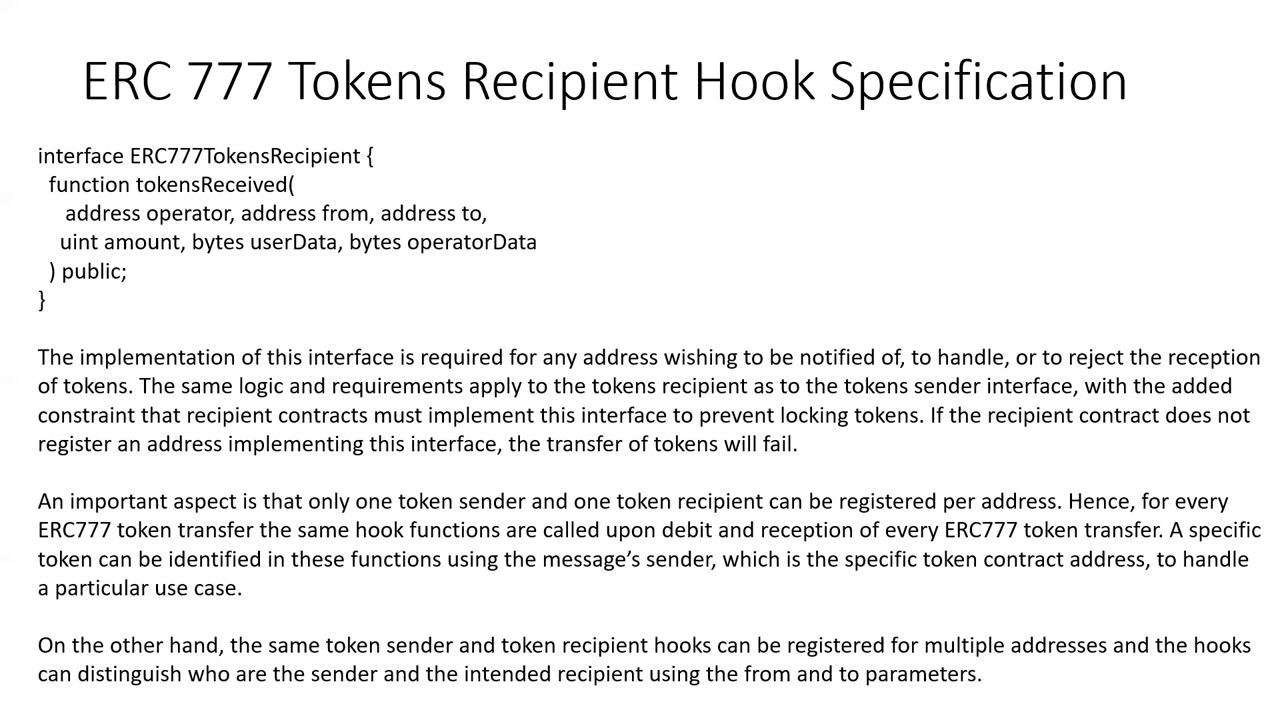 ERC 777 Tokens Recipient Hook Specification
interface ERC777TokensRecipient {
function tokensReceived(
address operator, address from, address to,
uint amount, bytes userData, bytes operatorData
) public;
}
The implementation of this interface is required for any address wishing to be notified of, to handle, or to reject the reception
of tokens. The same logic and requirements apply to the tokens recipient as to the tokens sender interface, with the added
constraint that recipient contracts must implement this interface to prevent locking tokens. If the recipient contract does not
register an address implementing this interface, the transfer of tokens will fail.
An important aspect is that only one token sender and one token recipient can be registered per address. Hence, for every
ERC777 token transfer the same hook functions are called upon debit and reception of every ERC777 token transfer. A specific
token can be identified in these functions using the message’s sender, which is the specific token contract address, to handle
a particular use case.
On the other hand, the same token sender and token recipient hooks can be registered for multiple addresses and the hooks
can distinguish who are the sender and the intended recipient using the from and to parameters.